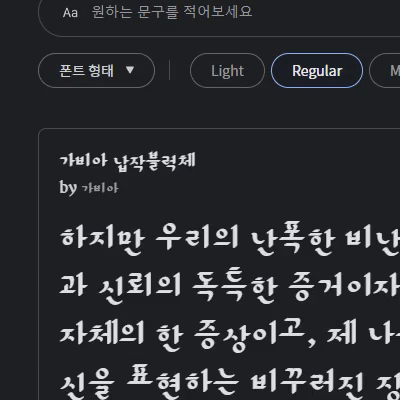 Aa 원하는 문구를 적어보세요
폰트 형태 ▼ Light Regular M
가비아 납작블럭체
by 가비아
하지만 우리의 난폭한 비난
과 신뢰의 독특한 증거이자
자체의 한 증상이고, 제 나
신을 표현하는 비꾸러진 징